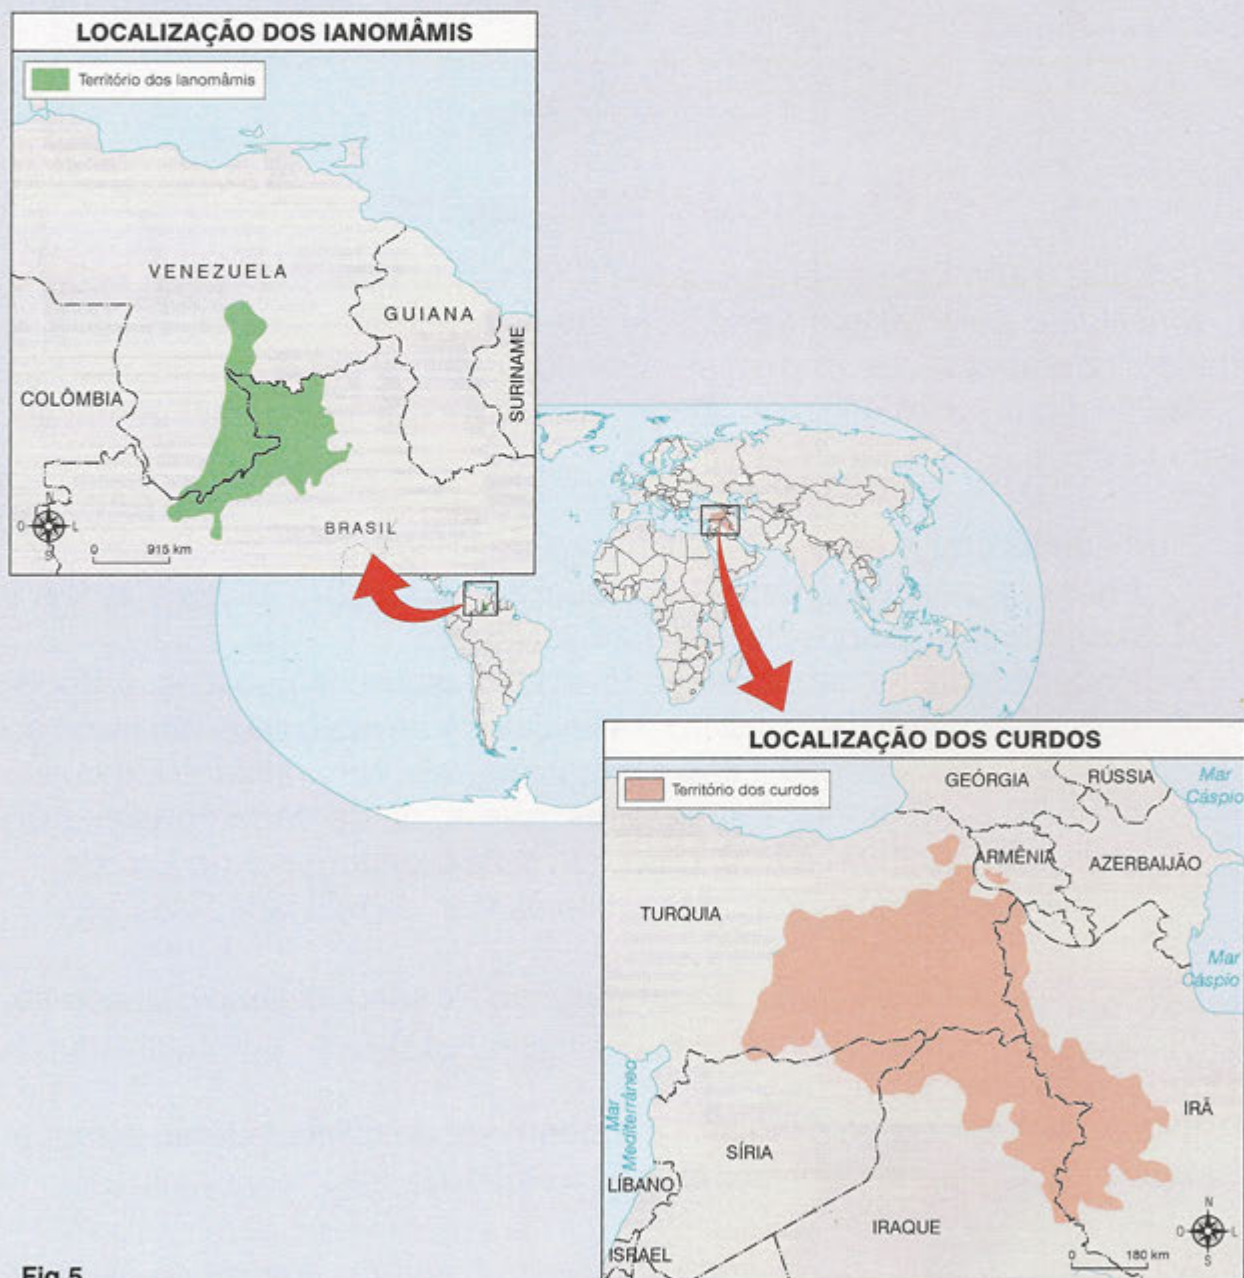 LOCALIZAÇÃO DOS IANOMÂMIS
Território dos Ianomâmis
VENEZUELA
GUIANA
SURINAME
COLÔMBIA
BRASIL
N
O
L
S
0 915 km
LOCALIZAÇÃO DOS CURDOS
Território dos curdos
GEÓRGIA
RÚSSIA
Mar
Cáspio
ARMÊNIA
AZERBAIJÃO
TURQUIA
Mar
Cáspio
Mar
Mediterrâneo
IRÃ
SÍRIA
LÍBANO
IRAQUE
ISRAEL
N
O
L
S
0 180 km
Fig 5